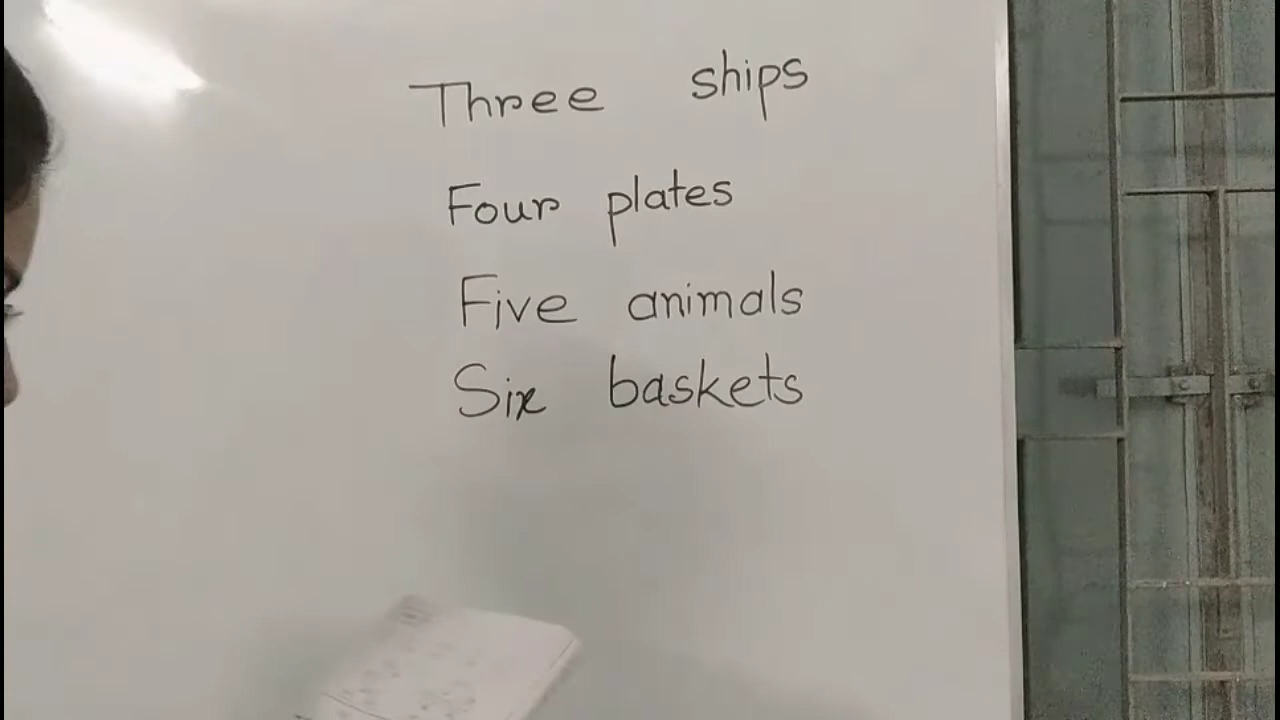 Three ships
Four plates
Five animals
Six baskets